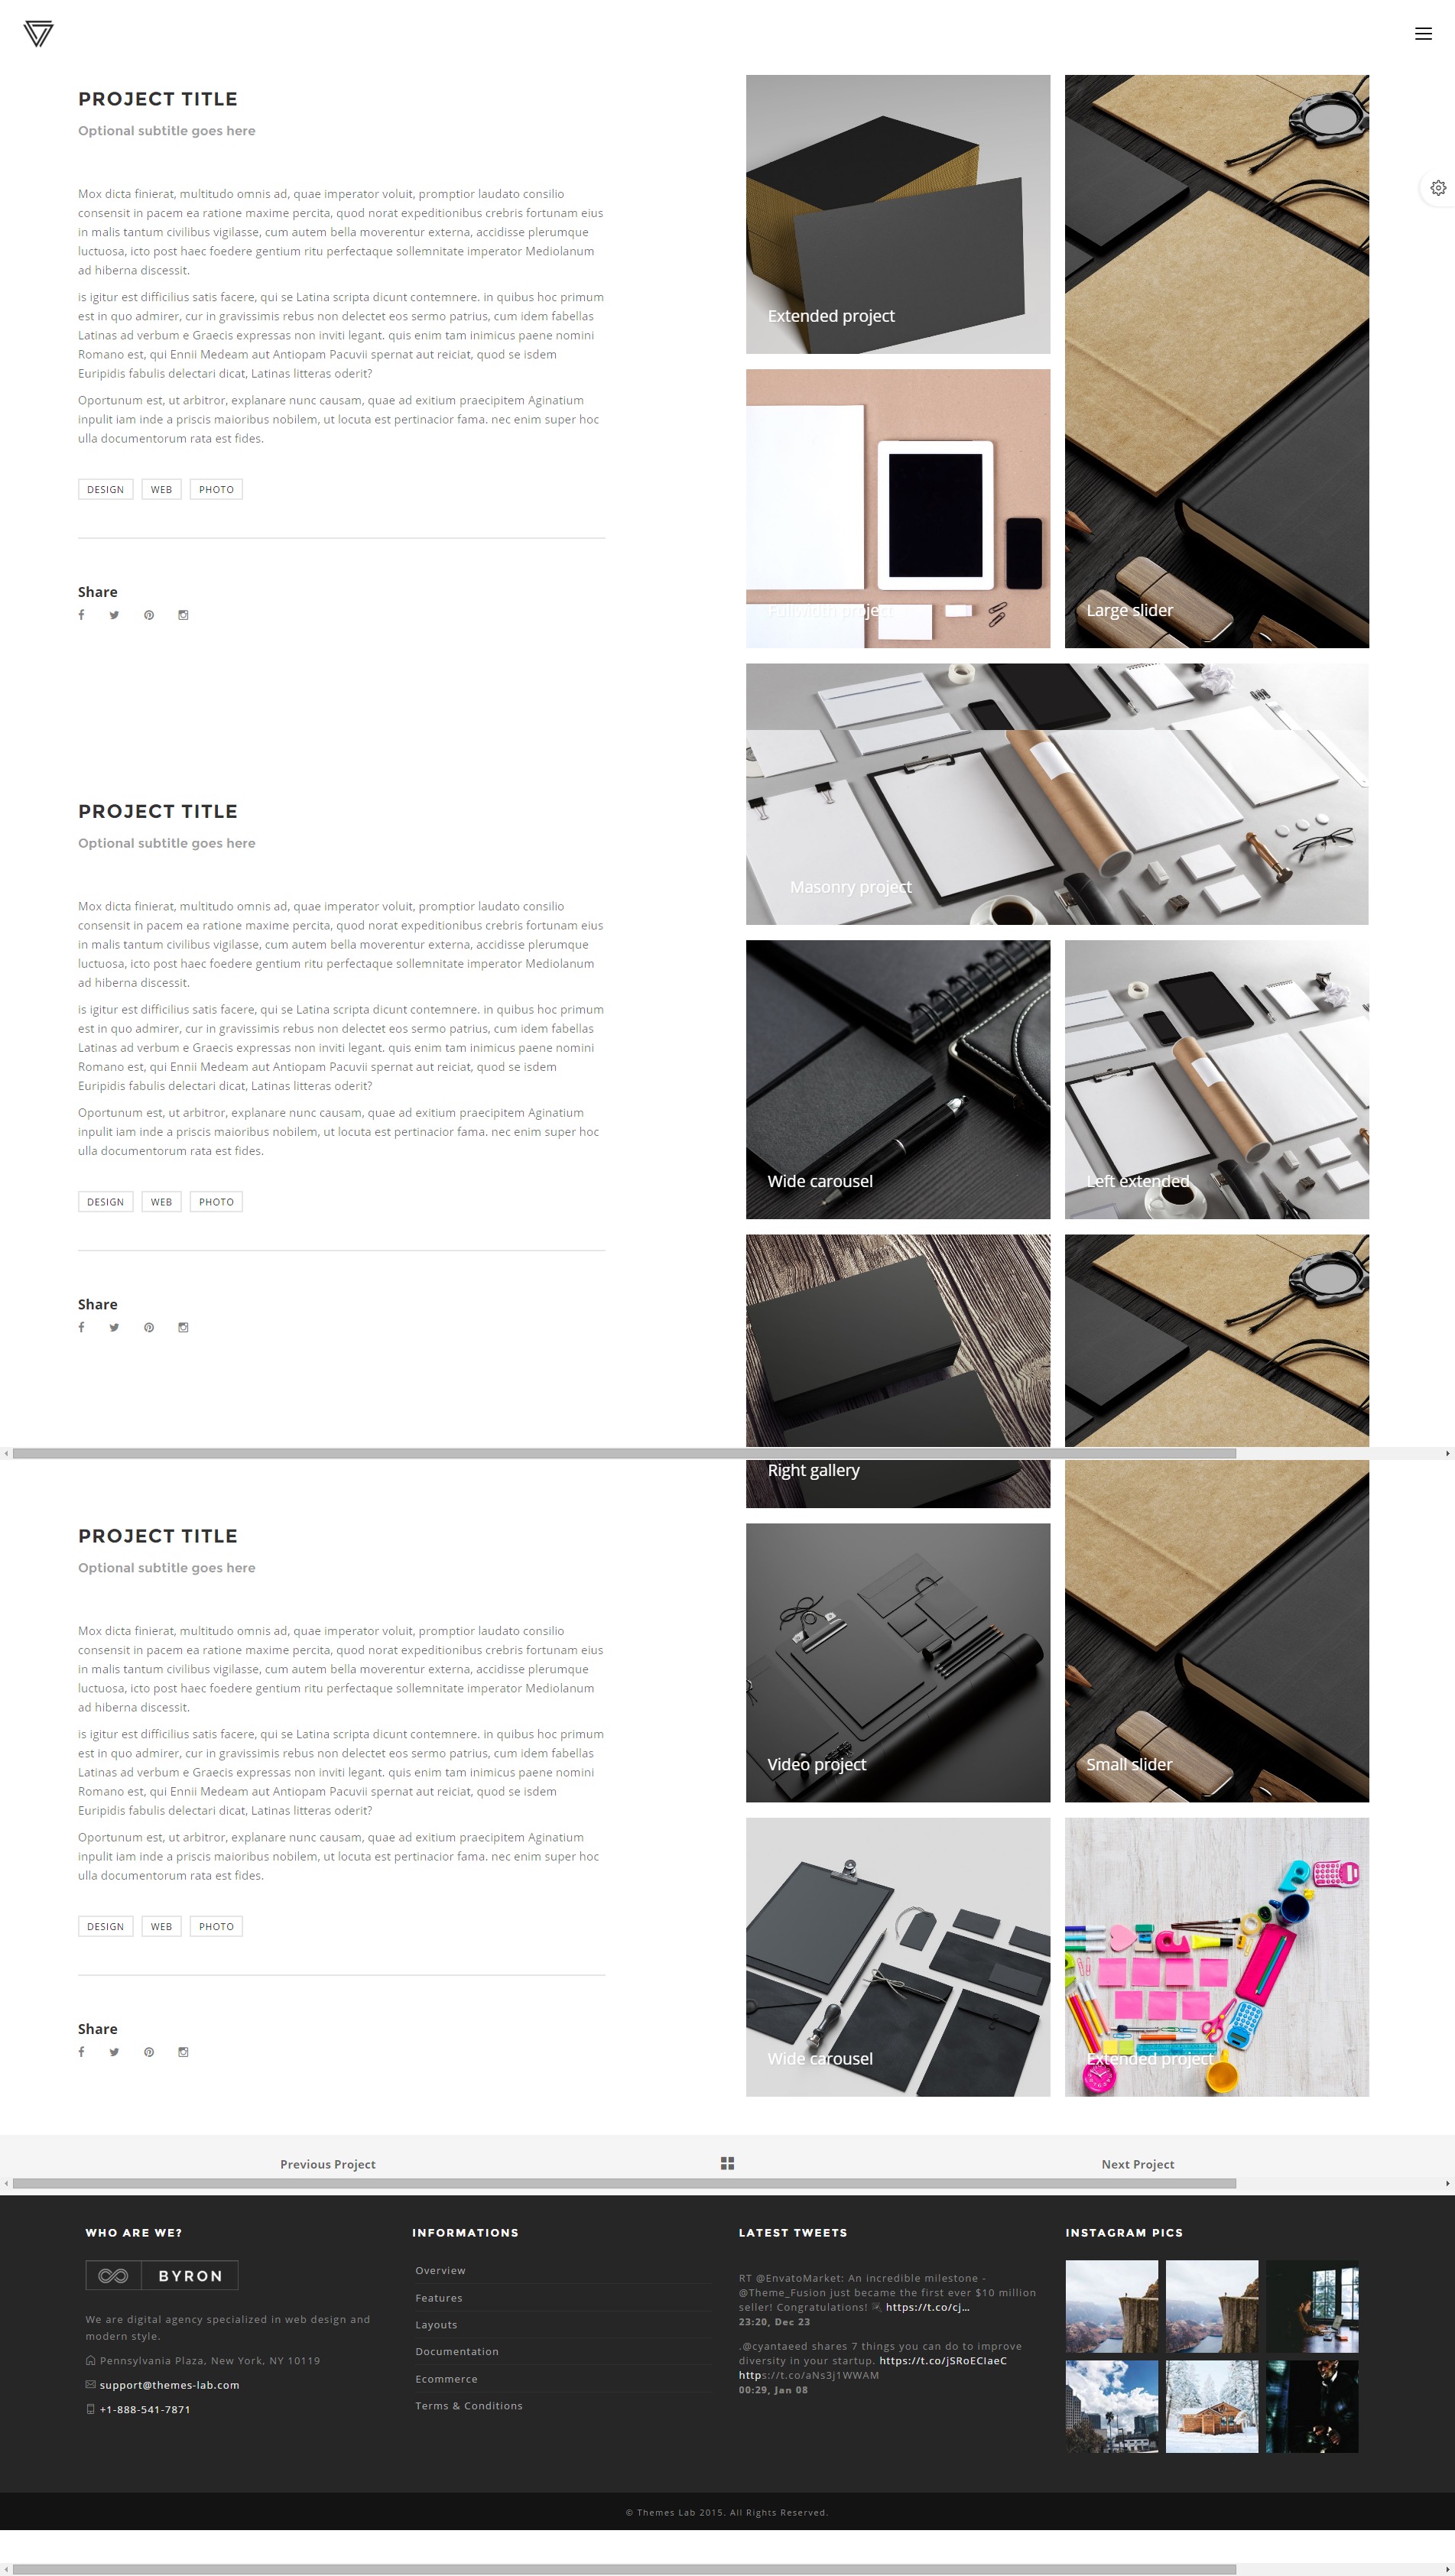 PROJECT TITLE
Optional subtitle goes here
Mox dicta finierat, multitudo omnis ad, quae imperator voluit, promptior laudato consilio
consensit in pacem ea ratione maxime percita, quod norat expeditionibus crebris fortunam eius
in malis tantum civilibus vigilasse, cum autem bella moverentur externa, accidisse plerumque
luctuosa, icto post haec foedere gentium ritu perfectaque sollemnitate imperator Mediolanum
ad hiberna discessit.
is igitur est difficilius satis facere, qui se Latina scripta dicunt contemnere. in quibus hoc primum
est in quo admirer, cur in gravissimis rebus non delectet eos sermo patrius, cum idem fabellas
Latinas ad verbum e Graecis expressas non inviti legant. quis enim tam inimicus paene nomini
Romano est, qui Ennii Medeam aut Antiopam Pacuvii spernat aut reiciat, quod se isdem
Euripidis fabulis delectari dicat, Latinas litteras oderit?
Oportunum est, ut arbitror, explanare nunc causam, quae ad exitium praecipitem Aginatium
inpulit iam inde a priscis maioribus nobilem, ut locuta est pertinacior fama. nec enim super hoc
ulla documentorum rata est fides.
DESIGN WEB PHOTO
Share
Extended project
Fullwidth project
Large slider
Masonry project
PROJECT TITLE
Optional subtitle goes here
Mox dicta finierat, multitudo omnis ad, quae imperator voluit, promptior laudato consilio
consensit in pacem ea ratione maxime percita, quod norat expeditionibus crebris fortunam eius
in malis tantum civilibus vigilasse, cum autem bella moverentur externa, accidisse plerumque
luctuosa, icto post haec foedere gentium ritu perfectaque sollemnitate imperator Mediolanum
ad hiberna discessit.
is igitur est difficilius satis facere, qui se Latina scripta dicunt contemnere. in quibus hoc primum
est in quo admirer, cur in gravissimis rebus non delectet eos sermo patrius, cum idem fabellas
Latinas ad verbum e Graecis expressas non inviti legant. quis enim tam inimicus paene nomini
Romano est, qui Ennii Medeam aut Antiopam Pacuvii spernat aut reiciat, quod se isdem
Euripidis fabulis delectari dicat, Latinas litteras oderit?
Oportunum est, ut arbitror, explanare nunc causam, quae ad exitium praecipitem Aginatium
inpulit iam inde a priscis maioribus nobilem, ut locuta est pertinacior fama. nec enim super hoc
ulla documentorum rata est fides.
DESIGN WEB PHOTO
Share
Wide carousel
Left extended
Right gallery
PROJECT TITLE
Optional subtitle goes here
Mox dicta finierat, multitudo omnis ad, quae imperator voluit, promptior laudato consilio
consensit in pacem ea ratione maxime percita, quod norat expeditionibus crebris fortunam eius
in malis tantum civilibus vigilasse, cum autem bella moverentur externa, accidisse plerumque
luctuosa, icto post haec foedere gentium ritu perfectaque sollemnitate imperator Mediolanum
ad hiberna discessit.
is igitur est difficilius satis facere, qui se Latina scripta dicunt contemnere. in quibus hoc primum
est in quo admirer, cur in gravissimis rebus non delectet eos sermo patrius, cum idem fabellas
Latinas ad verbum e Graecis expressas non inviti legant. quis enim tam inimicus paene nomini
Romano est, qui Ennii Medeam aut Antiopam Pacuvii spernat aut reiciat, quod se isdem
Euripidis fabulis delectari dicat, Latinas litteras oderit?
Oportunum est, ut arbitror, explanare nunc causam, quae ad exitium praecipitem Aginatium
inpulit iam inde a priscis maioribus nobilem, ut locuta est pertinacior fama. nec enim super hoc
ulla documentorum rata est fides.
DESIGN WEB PHOTO
Share
Video project
Small slider
Wide carousel
Extended project
Previous Project
Next Project
WHO ARE WE?
BYRON
We are digital agency specialized in web design and
modern style.
Pennsylvania Plaza, New York, NY 10119
support@themes-lab.com
+1-888-541-7871
INFORMATIONS
Overview
Features
Layouts
Documentation
Ecommerce
Terms & Conditions
LATEST TWEETS
RT @EnvatoMarket: An incredible milestone -
@Theme_Fusion just became the first ever $10 million
seller! Congratulations! https://t.co/cj…
23:20, Dec 23
.@cyantaeed shares 7 things you can do to improve
diversity in your startup. https://t.co/jSRoECIaeC
https://t.co/aNs3j1WWAM
00:29, Jan 08
INSTAGRAM PICS
© Themes Lab 2015. All Rights Reserved.